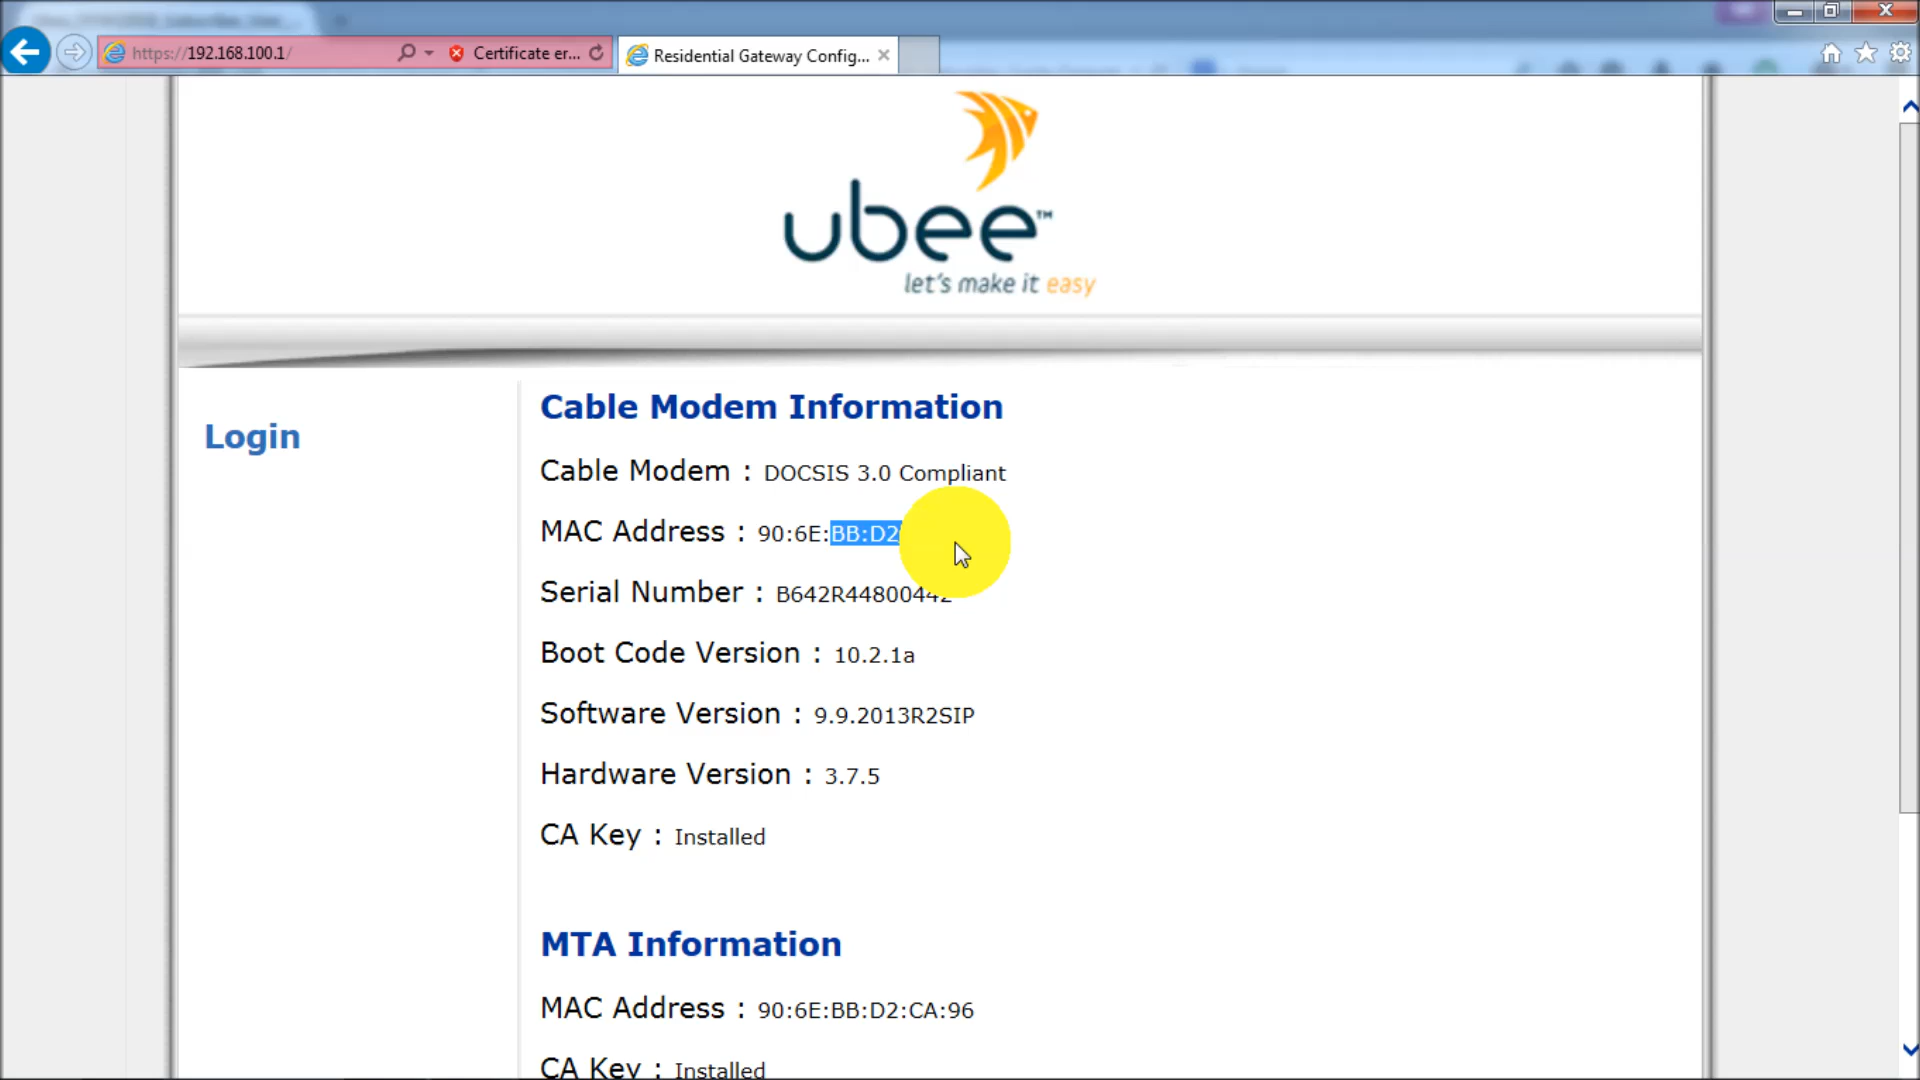 https://192.168.100.1/
Certificate er...
Residential Gateway Config...
ubee™
let's make it easy
Login
Cable Modem Information
Cable Modem : DOCSIS 3.0 Compliant
MAC Address : 90:6E:BB:D2
Serial Number : B642R44800442
Boot Code Version : 10.2.1a
Software Version : 9.9.2013R2SIP
Hardware Version : 3.7.5
CA Key : Installed
MTA Information
MAC Address : 90:6E:BB:D2:CA:96
CA Key : Installed